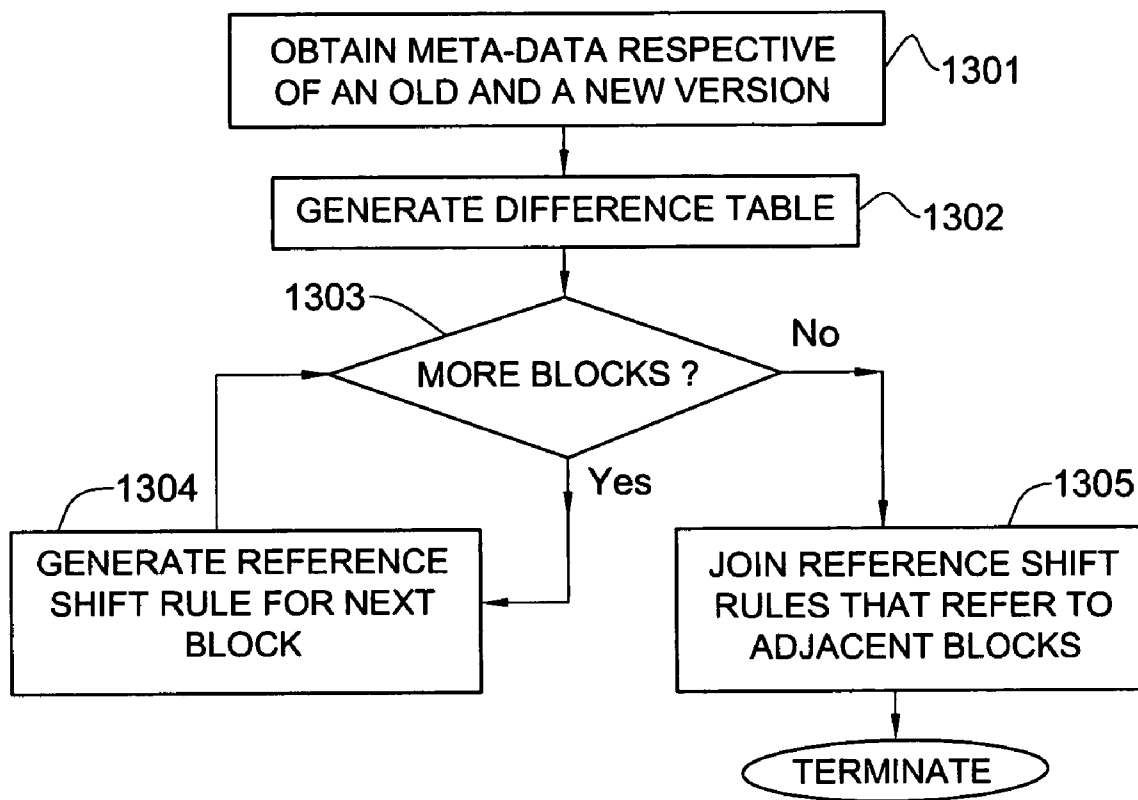 OBTAIN META-DATA RESPECTIVE
OF AN OLD AND A NEW VERSION
1301
GENERATE DIFFERENCE TABLE
1302
1303
MORE BLOCKS ?
No
Yes
1304
GENERATE REFERENCE
SHIFT RULE FOR NEXT
BLOCK
1305
JOIN REFERENCE SHIFT
RULES THAT REFER TO
ADJACENT BLOCKS
TERMINATE